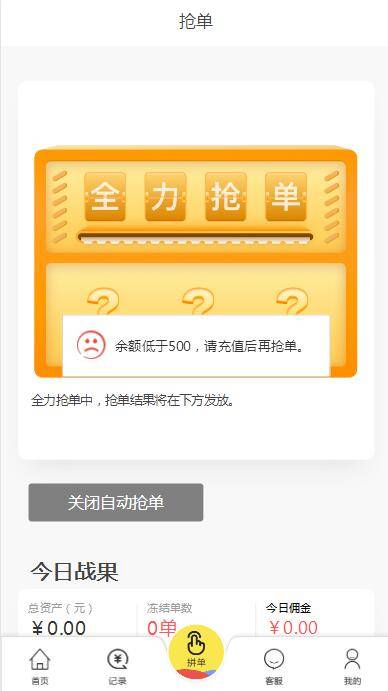 抢单
全力抢单
? ? ?
余额低于500，请充值后再抢单。
全力抢单中，抢单结果将在下方发放。
关闭自动抢单
今日战果
总资产（元） 冻结单数 今日佣金
￥0.00 0单 ￥0.00
首页 记录 拼单 客服 我的